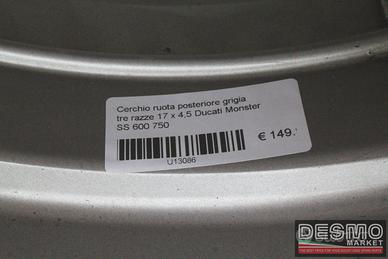 Cerchio ruota posteriore grigia
tre razze 17 x 4,5 Ducati Monster
SS 600 750
€ 149.
U13086
DESMO
MARKET